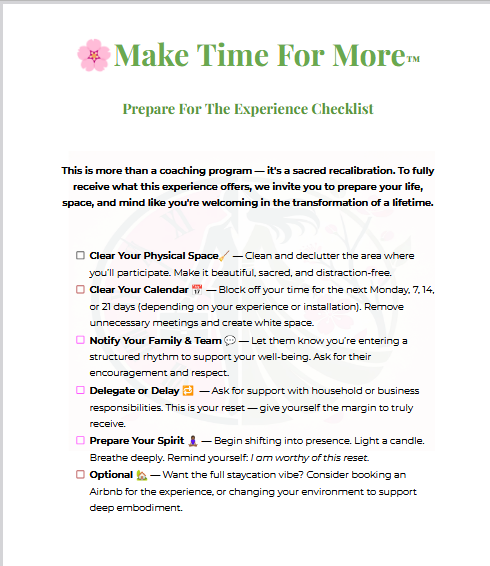 🌸Make Time For More™
Prepare For The Experience Checklist
This is more than a coaching program — it's a sacred recalibration. To fully
receive what this experience offers, we invite you to prepare your life,
space, and mind like you're welcoming in the transformation of a lifetime.
☐ Clear Your Physical Space🧹 — Clean and declutter the area where
you'll participate. Make it beautiful, sacred, and distraction-free.
☐ Clear Your Calendar 📅 — Block off your time for the next Monday, 7, 14,
or 21 days (depending on your experience or installation). Remove
unnecessary meetings and create white space.
☐ Notify Your Family & Team 💬 — Let them know you're entering a
structured rhythm to support your well-being. Ask for their
encouragement and respect.
☐ Delegate or Delay 🔁 — Ask for support with household or business
responsibilities. This is your reset — give yourself the margin to truly
receive.
☐ Prepare Your Spirit 🧘🏾‍♀️ — Begin shifting into presence. Light a candle.
Breathe deeply. Remind yourself: I am worthy of this reset.
☐ Optional 🏡 — Want the full staycation vibe? Consider booking an
Airbnb for the experience, or changing your environment to support
deep embodiment.